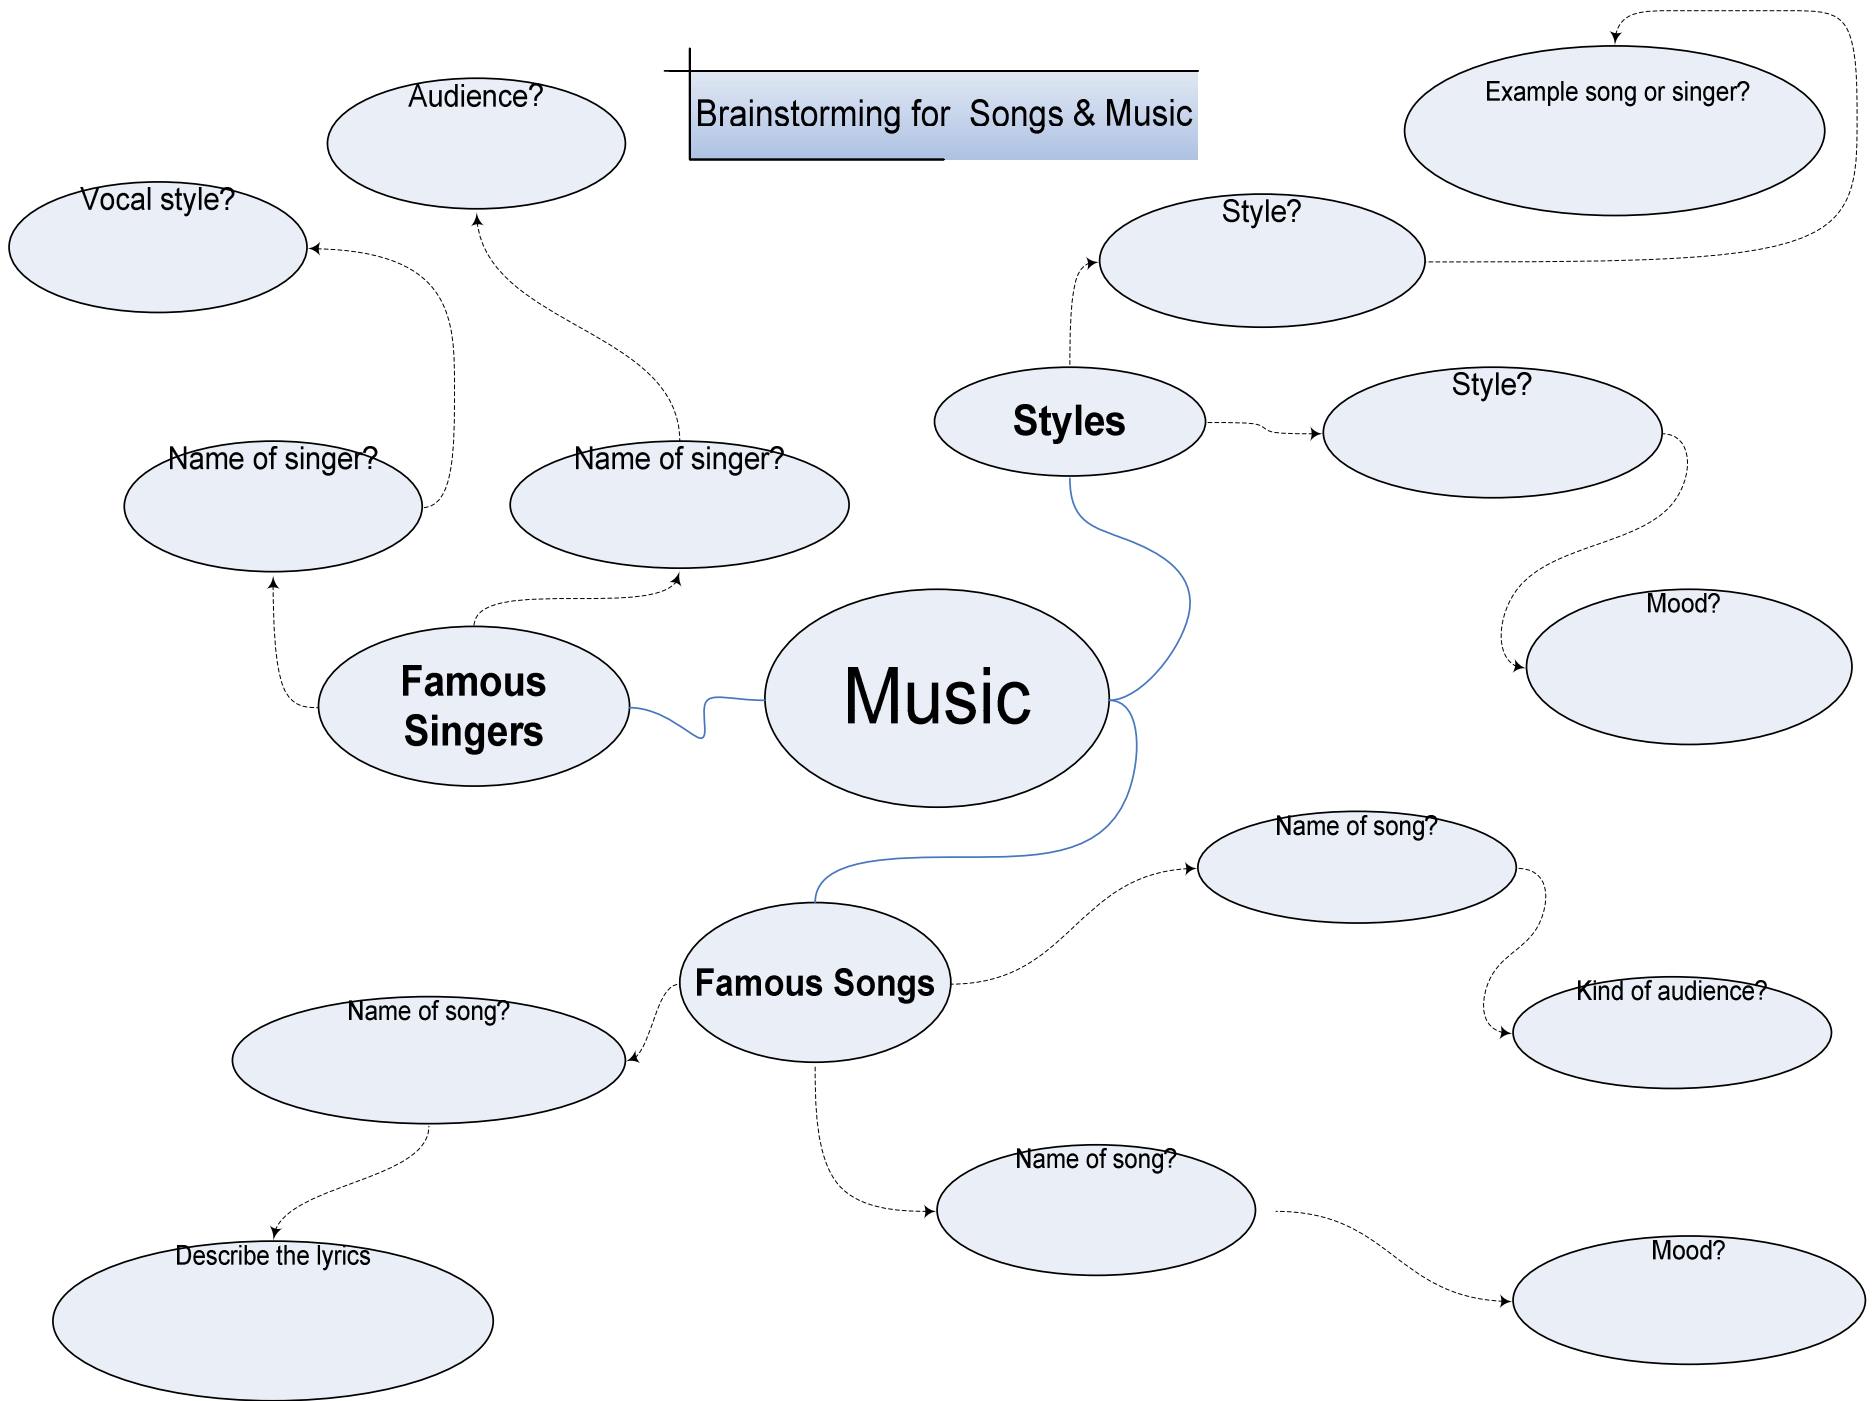 Brainstorming for  Songs & Music
Example song or singer?
Audience?
Vocal style?
Style?
Style?
Styles
Name of singer?
Name of singer?
Mood?
Famous
Singers
Music
Name of song?
Famous Songs
Kind of audience?
Name of song?
Name of song?
Describe the lyrics
Mood?